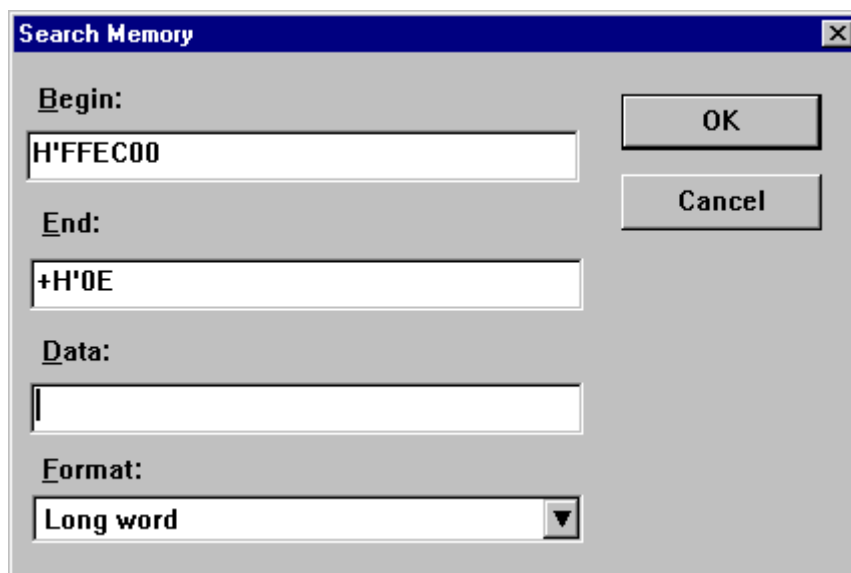 Search Memory
Begin:
OK
H'FFEC00
Cancel
End:
+H'0E
Data:
Format:
Long word